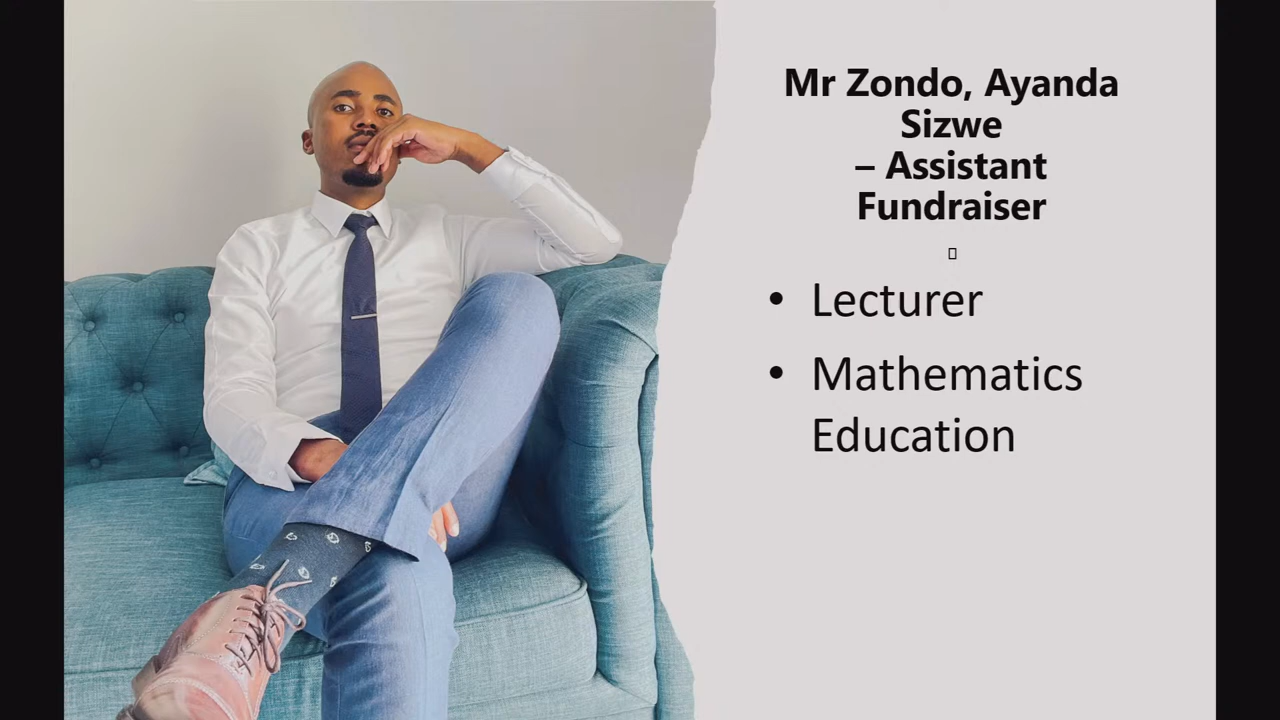 Mr Zondo, Ayanda
Sizwe
– Assistant
Fundraiser
• Lecturer
• Mathematics
Education